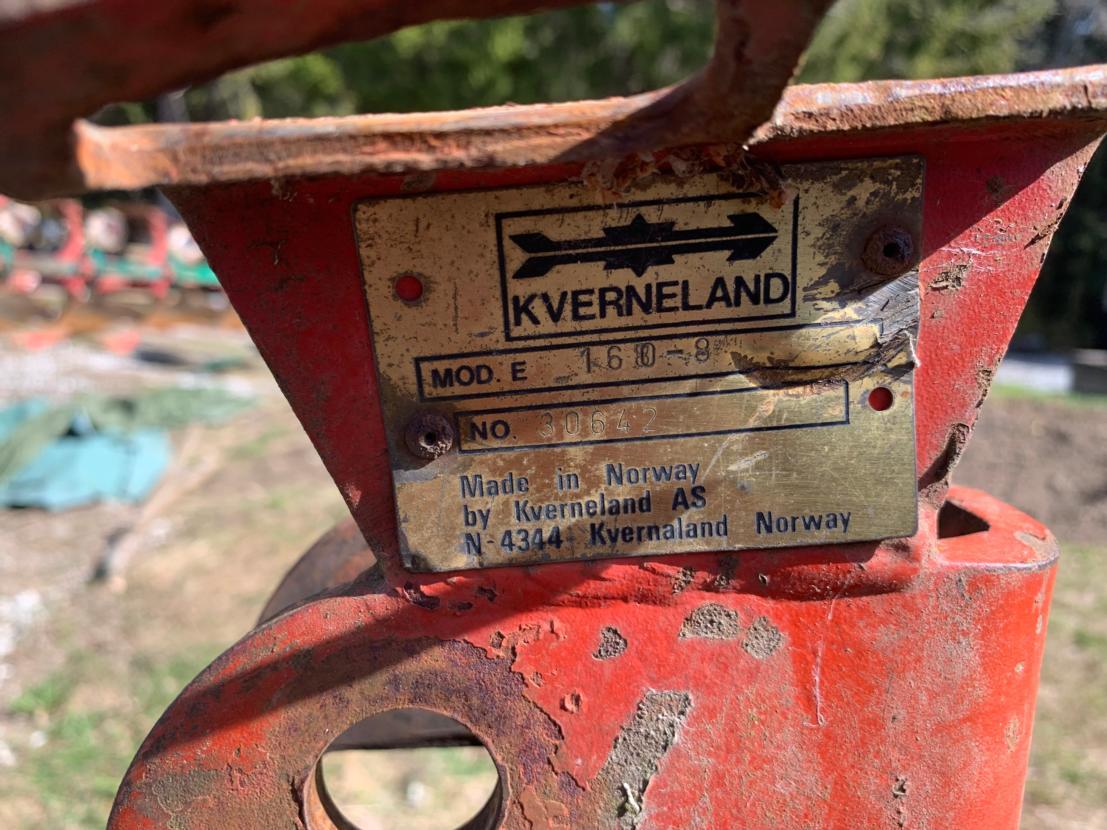 KVERNELAND
MOD. E 160-8
NO. 30642
Made in Norway
by Kverneland AS
N-4344 Kvernaland Norway